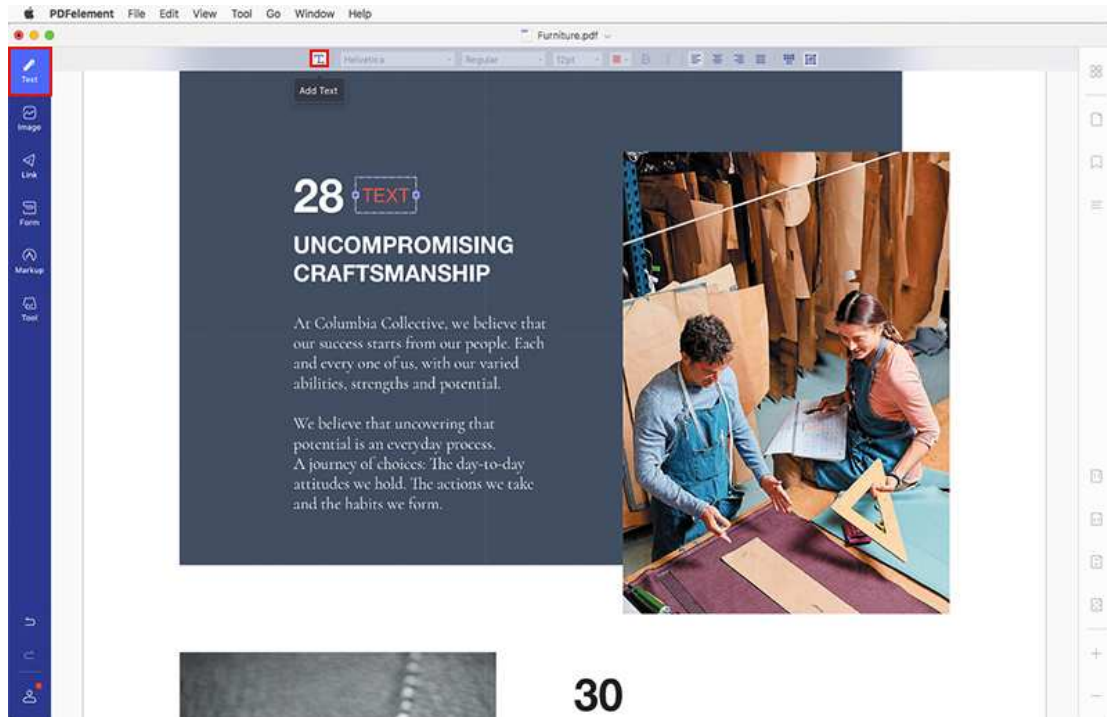 PDFelement File Edit View Tool Go Window Help
Furniture.pdf
Helvetica Regular 12pt B I
Text
Add Text
Image
Link
Form
Markup
Tool
28 TEXT
UNCOMPROMISING
CRAFTSMANSHIP
At Columbia Collective, we believe that
our success starts from our people. Each
and every one of us, with our varied
abilities, strengths and potential.
We believe that uncovering that
potential is an everyday process.
A journey of choices: The day-to-day
attitudes we hold. The actions we take
and the habits we form.
30